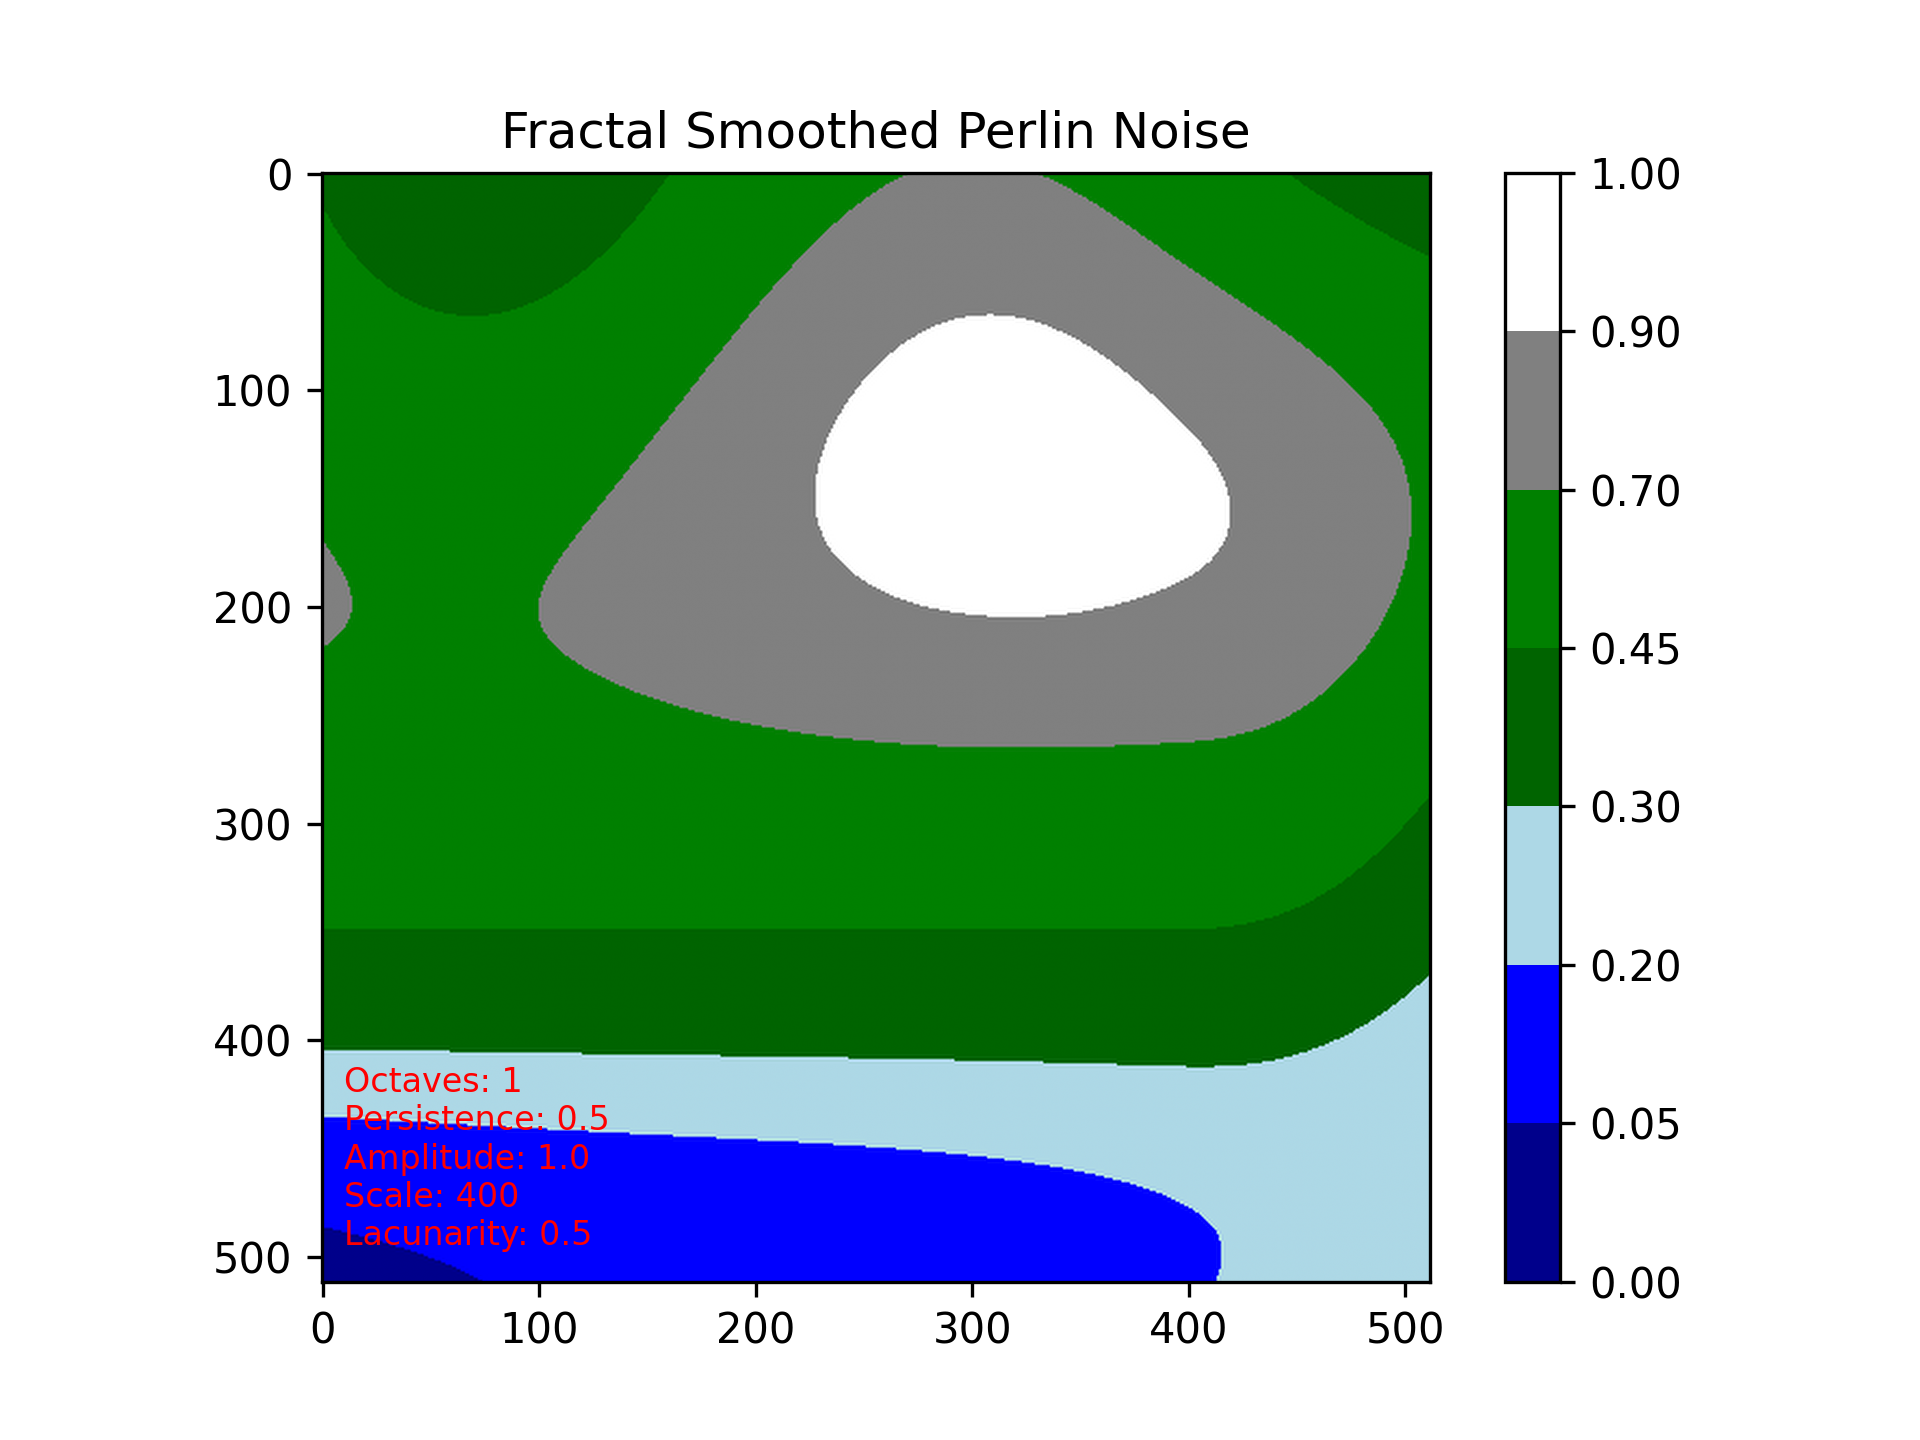 Fractal Smoothed Perlin Noise
0
100
200
300
400
500
0 100 200 300 400 500
1.00
0.90
0.70
0.45
0.30
0.20
0.05
0.00
Octaves: 1
Persistence: 0.5
Amplitude: 1.0
Scale: 400
Lacunarity: 0.5